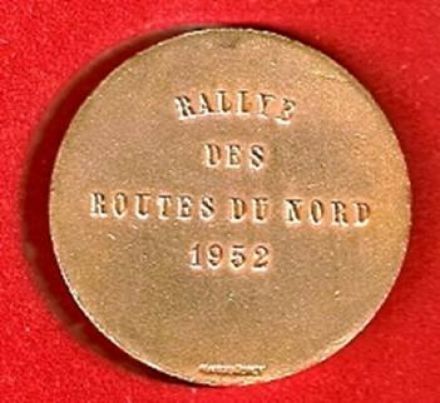 RALLYE
DES
ROUTES DU NORD
1952